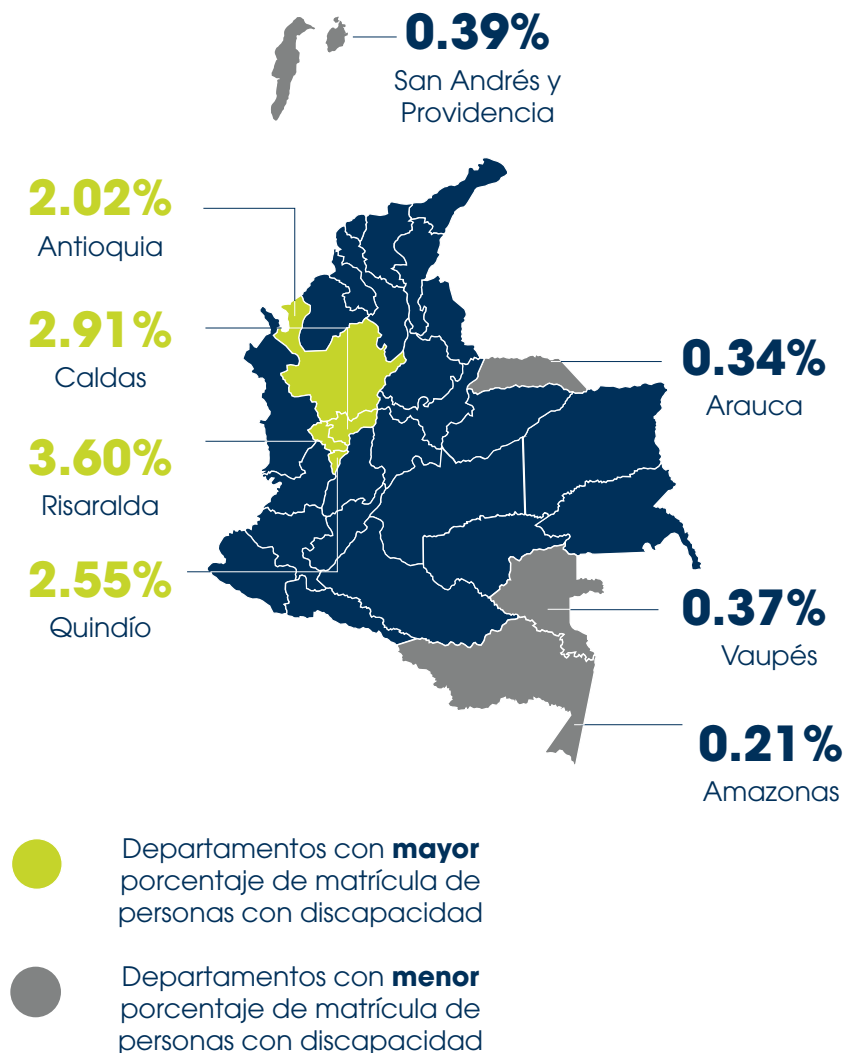 0.39%
San Andrés y
Providencia
2.02%
Antioquia
2.91%
Caldas
3.60%
Risaralda
2.55%
Quindío
0.34%
Arauca
0.37%
Vaupés
0.21%
Amazonas
Departamentos con mayor
porcentaje de matrícula de
personas con discapacidad
Departamentos con menor
porcentaje de matrícula de
personas con discapacidad